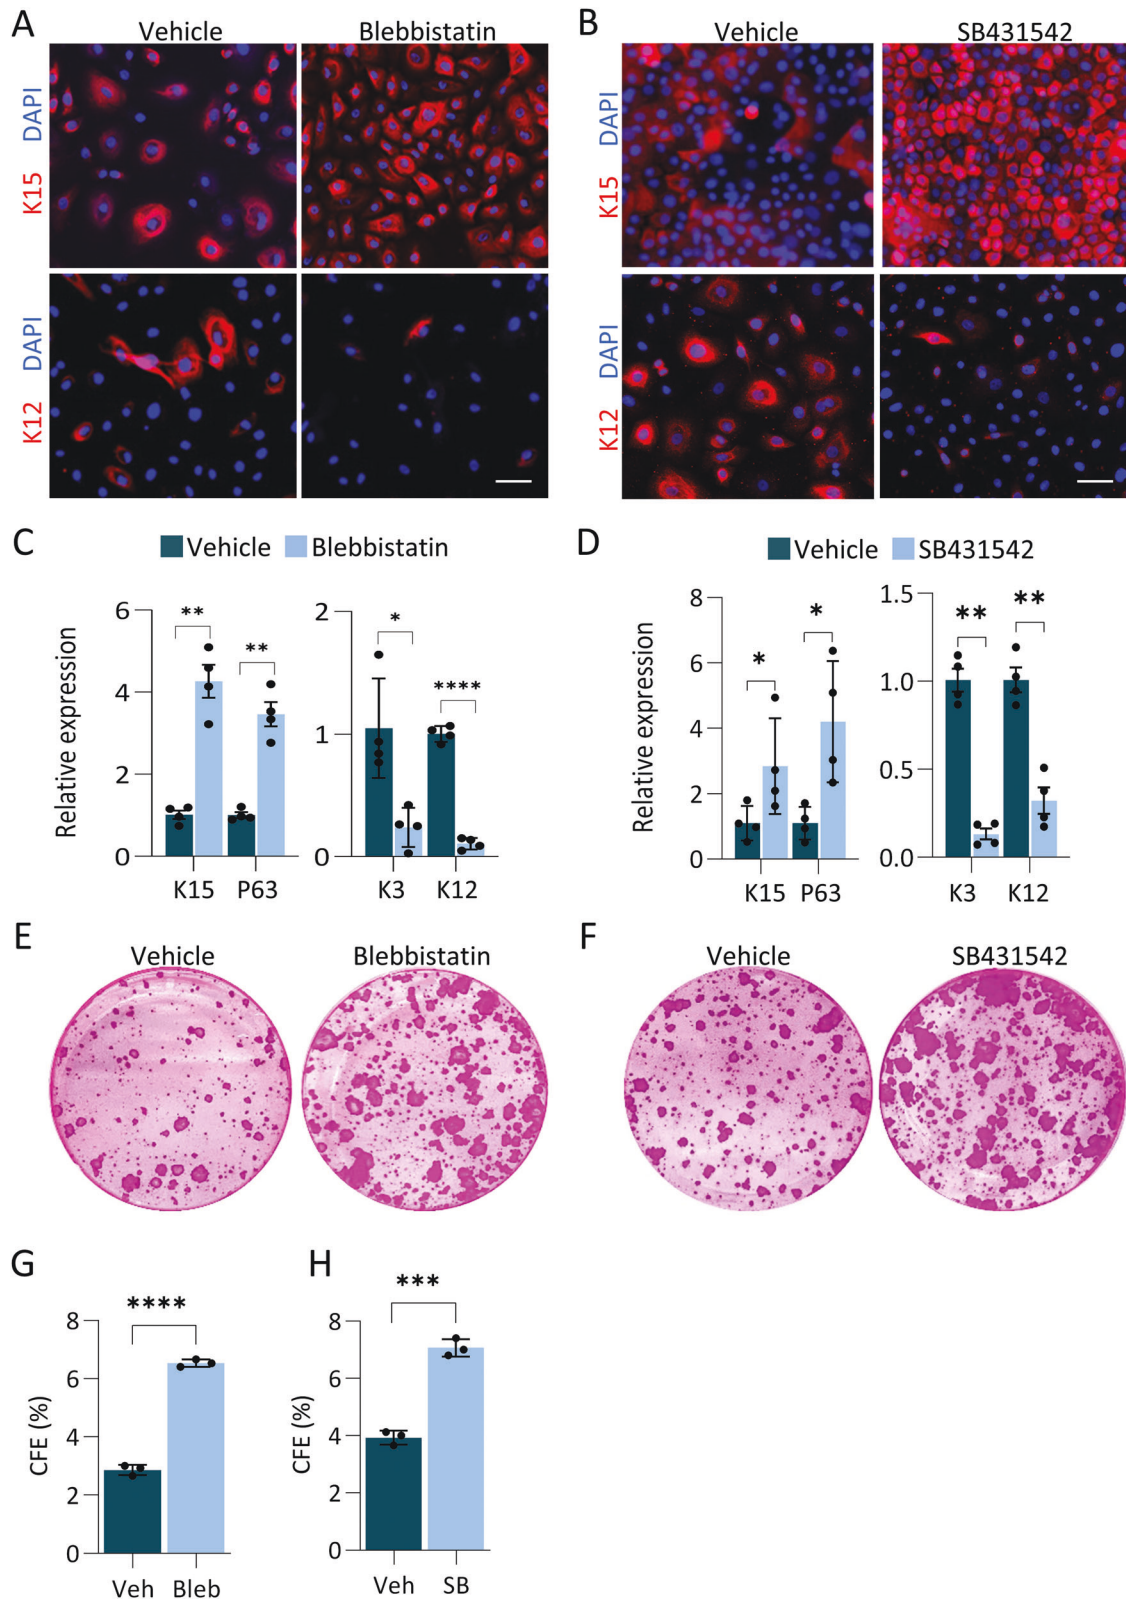 A
Vehicle
Blebbistatin
K15 DAPI
K12 DAPI
B
Vehicle
SB431542
K15 DAPI
K12 DAPI
C
Vehicle
Blebbistatin
Relative expression
6
4
2
0
**
**
K15
P63
2
1
0
*
****
K3
K12
D
Vehicle
SB431542
Relative expression
8
6
4
2
0
*
*
K15
P63
1.5
1.0
0.5
0.0
**
**
K3
K12
E
Vehicle
Blebbistatin
F
Vehicle
SB431542
G
CFE (%)
8
6
4
2
0
****
Veh
Bleb
H
CFE (%)
8
6
4
2
0
***
Veh
SB